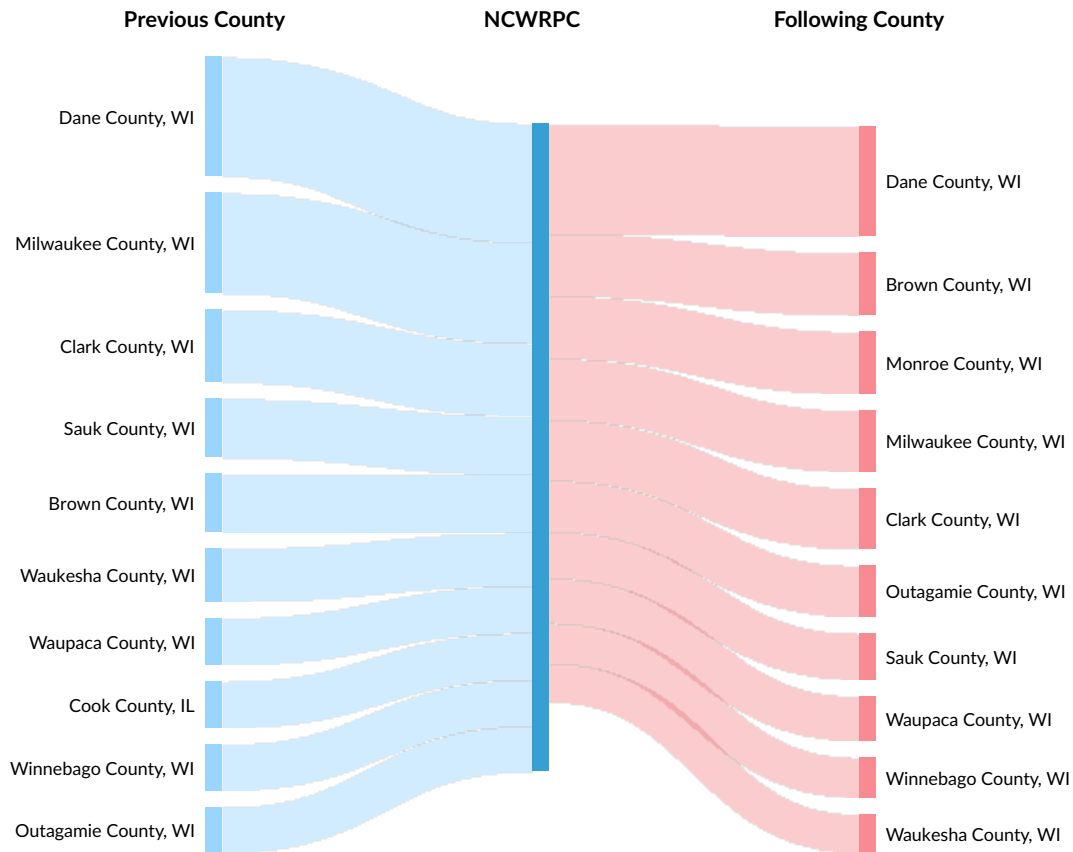 Previous County
NCWRPC
Following County
Dane County, WI
Milwaukee County, WI
Clark County, WI
Sauk County, WI
Brown County, WI
Waukesha County, WI
Waupaca County, WI
Cook County, IL
Winnebago County, WI
Outagamie County, WI
Dane County, WI
Brown County, WI
Monroe County, WI
Milwaukee County, WI
Clark County, WI
Outagamie County, WI
Sauk County, WI
Waupaca County, WI
Winnebago County, WI
Waukesha County, WI